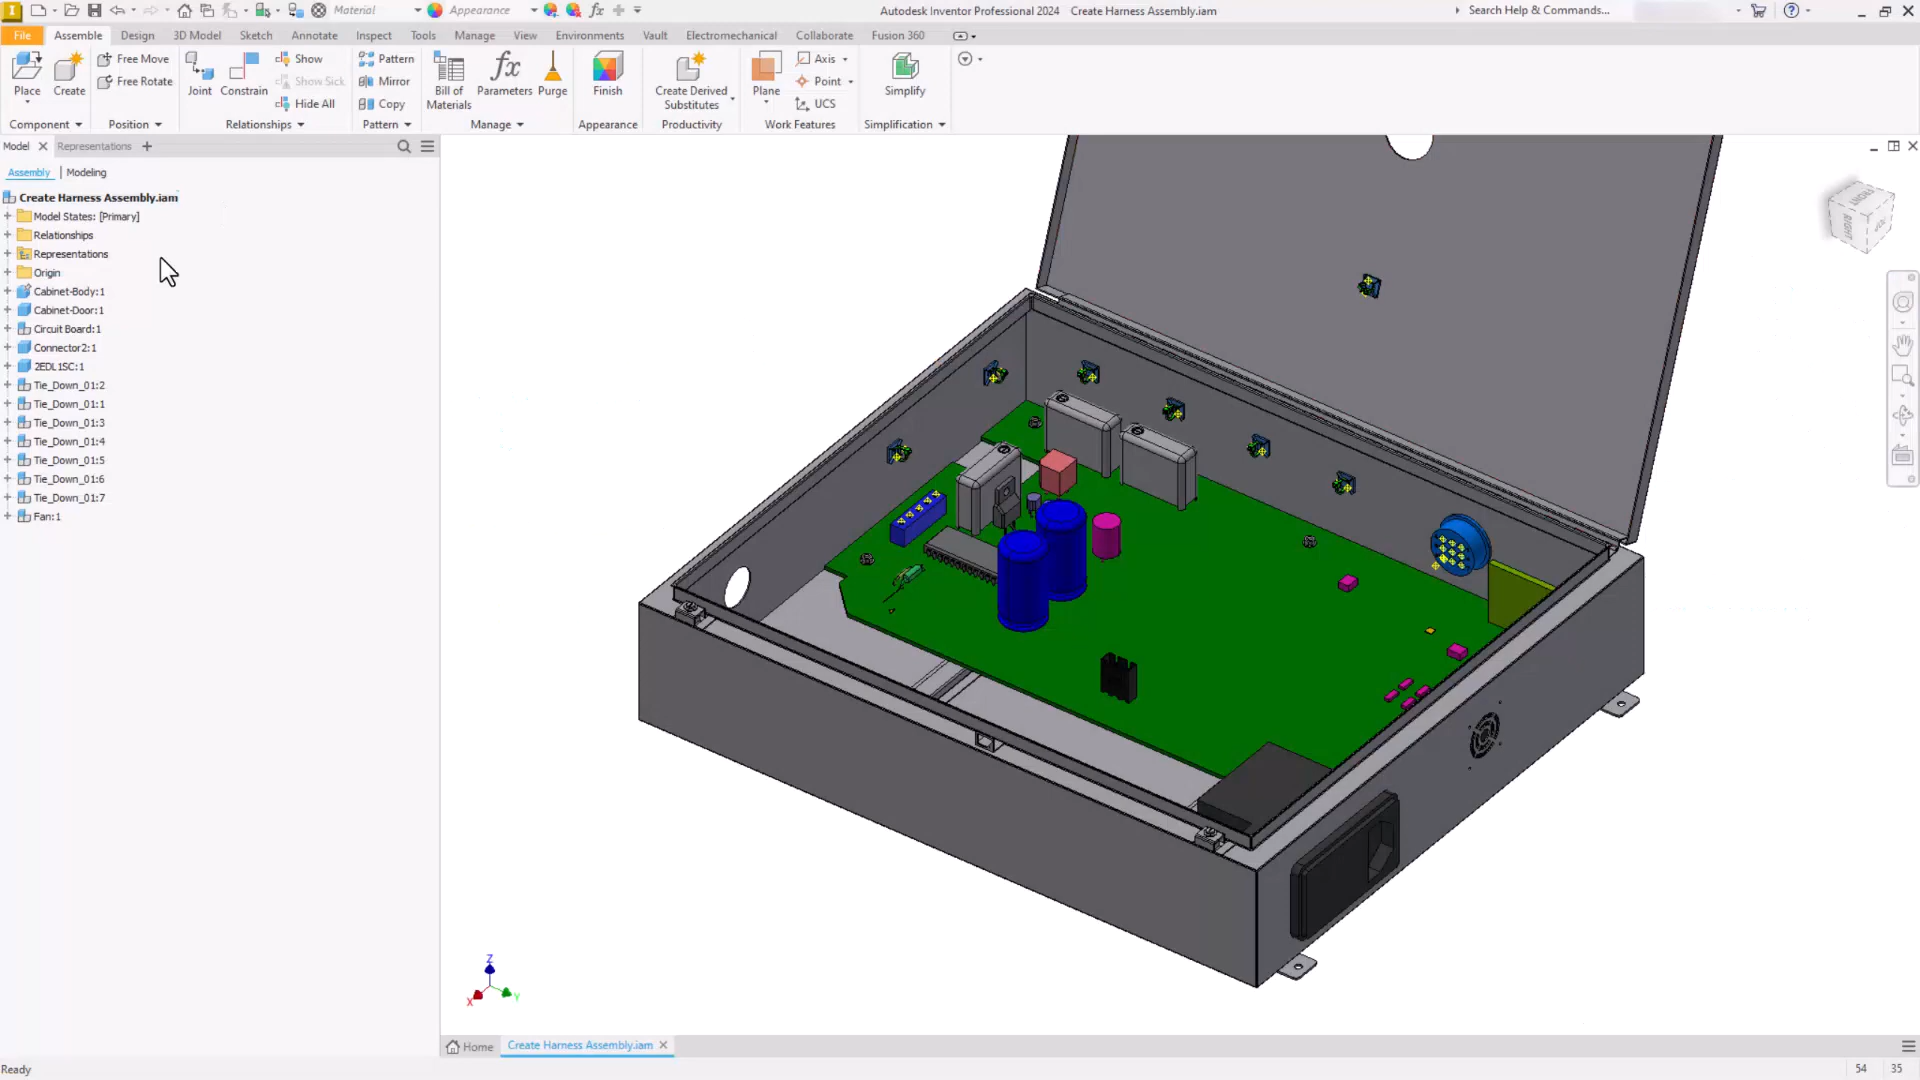 Material
Appearance
fx
Autodesk Inventor Professional 2024 Create Harness Assembly.iam
Search Help & Commands...
File Assemble Design 3D Model Sketch Annotate Inspect Tools Manage View Environments Vault Electromechanical Collaborate Fusion 360
Place
Create
Free Move
Free Rotate
Joint
Constrain
Show
Show Sick
Hide All
Pattern
Mirror
Copy
Bill of
Materials
fx
Parameters
Purge
Finish
Create Derived
Substitutes
Plane
Axis
Point
UCS
Simplify
Component Position Relationships Pattern Manage Appearance Productivity Work Features Simplification
Model Representations
Assembly | Modeling
Create Harness Assembly.iam
Model States: [Primary]
Relationships
Representations
Origin
Cabinet-Body:1
Cabinet-Door:1
Circuit Board:1
Connector2:1
2EDL1SC:1
Tie_Down_01:2
Tie_Down_01:1
Tie_Down_01:3
Tie_Down_01:4
Tie_Down_01:5
Tie_Down_01:6
Tie_Down_01:7
Fan:1
FRONT
RIGHT
Z
X
Y
Home Create Harness Assembly.iam
Ready
54 35